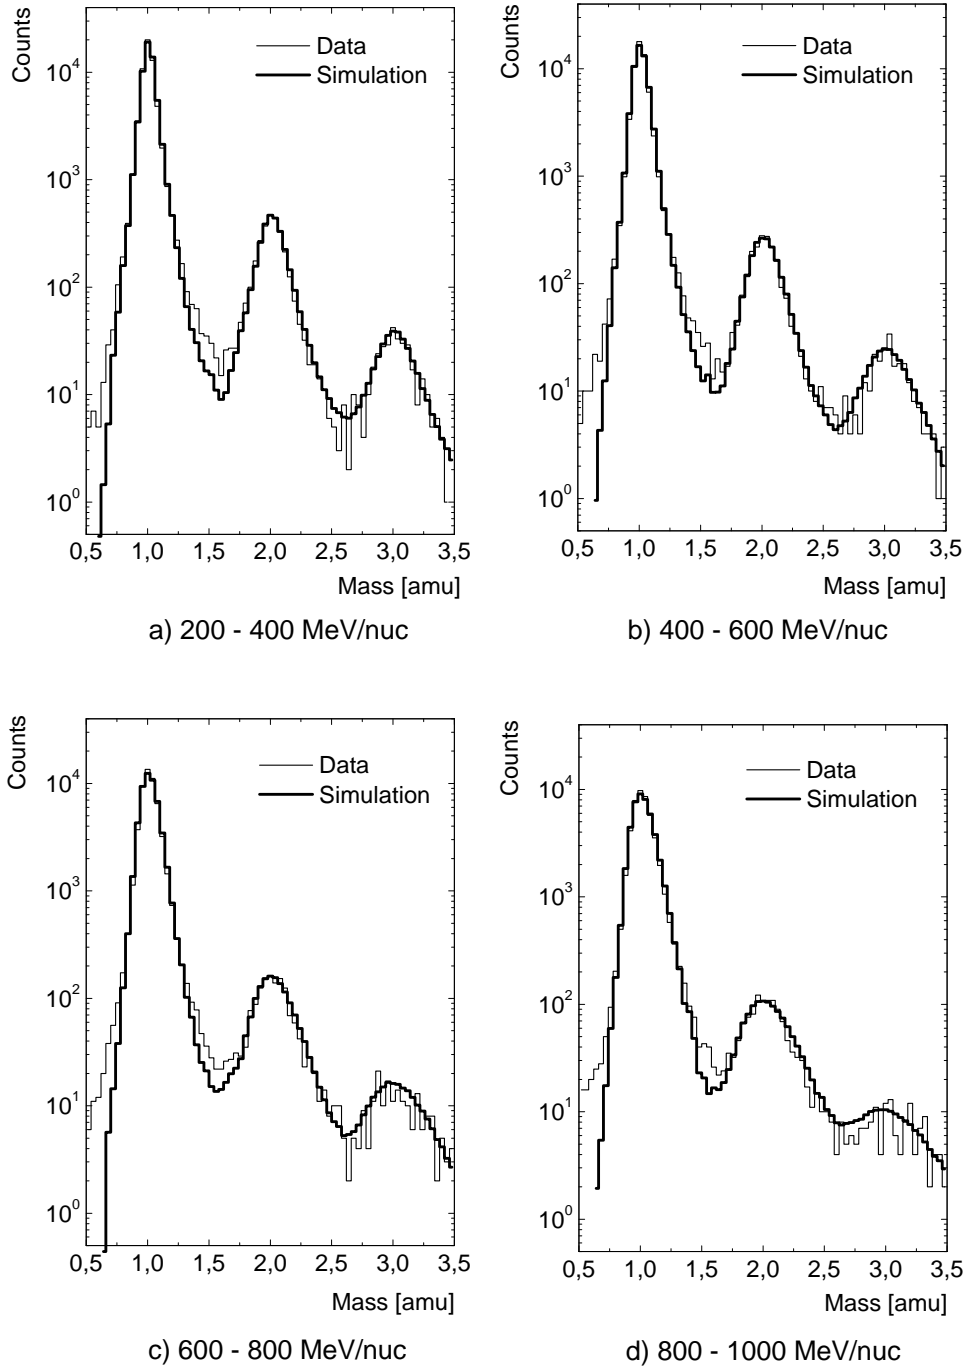 Counts
Data
Simulation
10^4
10^3
10^2
10^1
10^0
0,5 1,0 1,5 2,0 2,5 3,0 3,5
Mass [amu]
a) 200 - 400 MeV/nuc
Counts
Data
Simulation
10^4
10^3
10^2
10^1
10^0
0,5 1,0 1,5 2,0 2,5 3,0 3,5
Mass [amu]
b) 400 - 600 MeV/nuc
Counts
Data
Simulation
10^4
10^3
10^2
10^1
10^0
0,5 1,0 1,5 2,0 2,5 3,0 3,5
Mass [amu]
c) 600 - 800 MeV/nuc
Counts
Data
Simulation
10^4
10^3
10^2
10^1
10^0
0,5 1,0 1,5 2,0 2,5 3,0 3,5
Mass [amu]
d) 800 - 1000 MeV/nuc